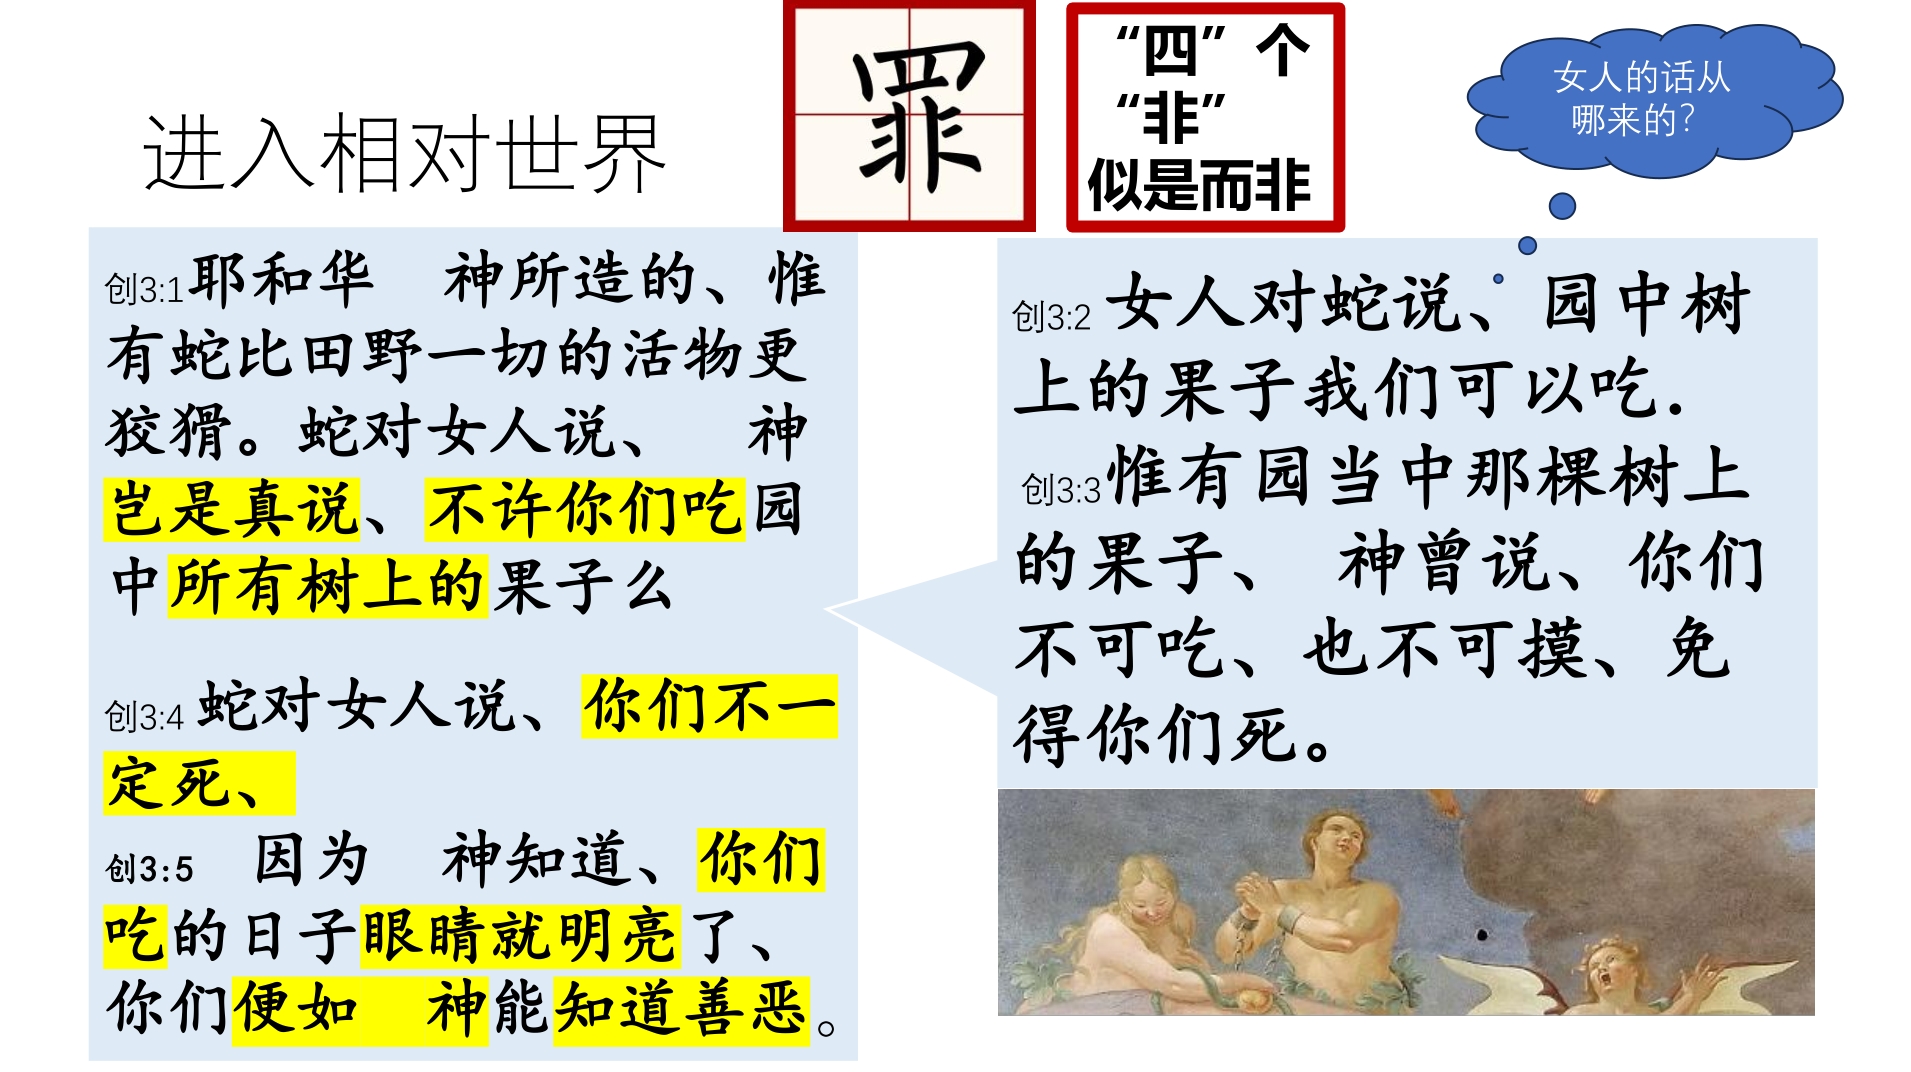 进入相对世界
罪
“四”个
“非”
似是而非
女人的话从
哪来的?
创3:1耶和华　神所造的、惟
有蛇比田野一切的活物更
狡猾。蛇对女人说、　神
岂是真说、不许你们吃园
中所有树上的果子么
创3:4 蛇对女人说、你们不一
定死、
创3:5　因为　神知道、你们
吃的日子眼睛就明亮了、
你们便如　神能知道善恶。
创3:2 女人对蛇说、园中树
上的果子我们可以吃.
创3:3惟有园当中那棵树上
的果子、　神曾说、你们
不可吃、也不可摸、免
得你们死。